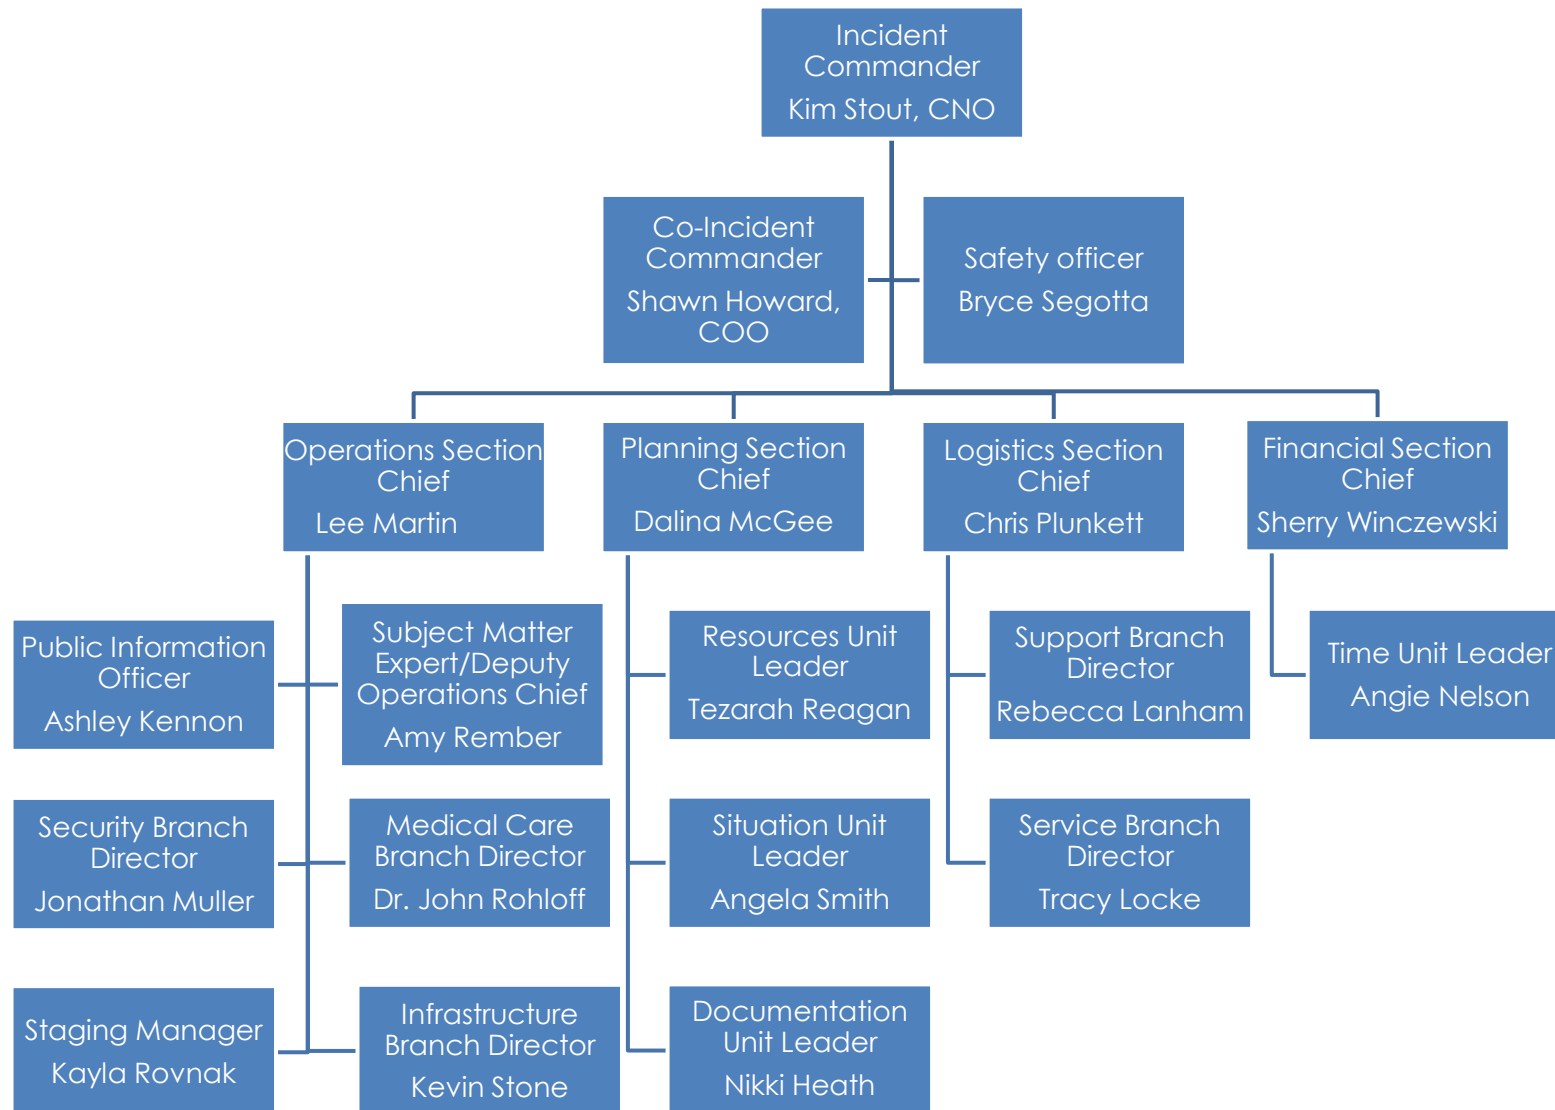 Incident
Commander
Kim Stout, CNO
Co-Incident
Commander
Shawn Howard,
COO
Safety officer
Bryce Segotta
Operations Section
Chief
Lee Martin
Planning Section
Chief
Dalina McGee
Logistics Section
Chief
Chris Plunkett
Financial Section
Chief
Sherry Winczewski
Public Information
Officer
Ashley Kennon
Subject Matter
Expert/Deputy
Operations Chief
Amy Rember
Resources Unit
Leader
Tezarah Reagan
Support Branch
Director
Rebecca Lanham
Time Unit Leader
Angie Nelson
Security Branch
Director
Jonathan Muller
Medical Care
Branch Director
Dr. John Rohloff
Situation Unit
Leader
Angela Smith
Service Branch
Director
Tracy Locke
Staging Manager
Kayla Rovnak
Infrastructure
Branch Director
Kevin Stone
Documentation
Unit Leader
Nikki Heath